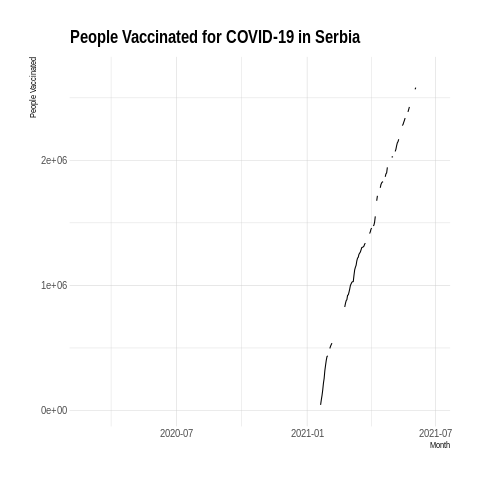 People Vaccinated for COVID-19 in Serbia
People Vaccinated
2e+06
1e+06
0e+00
2020-07
2021-01
2021-07
Month